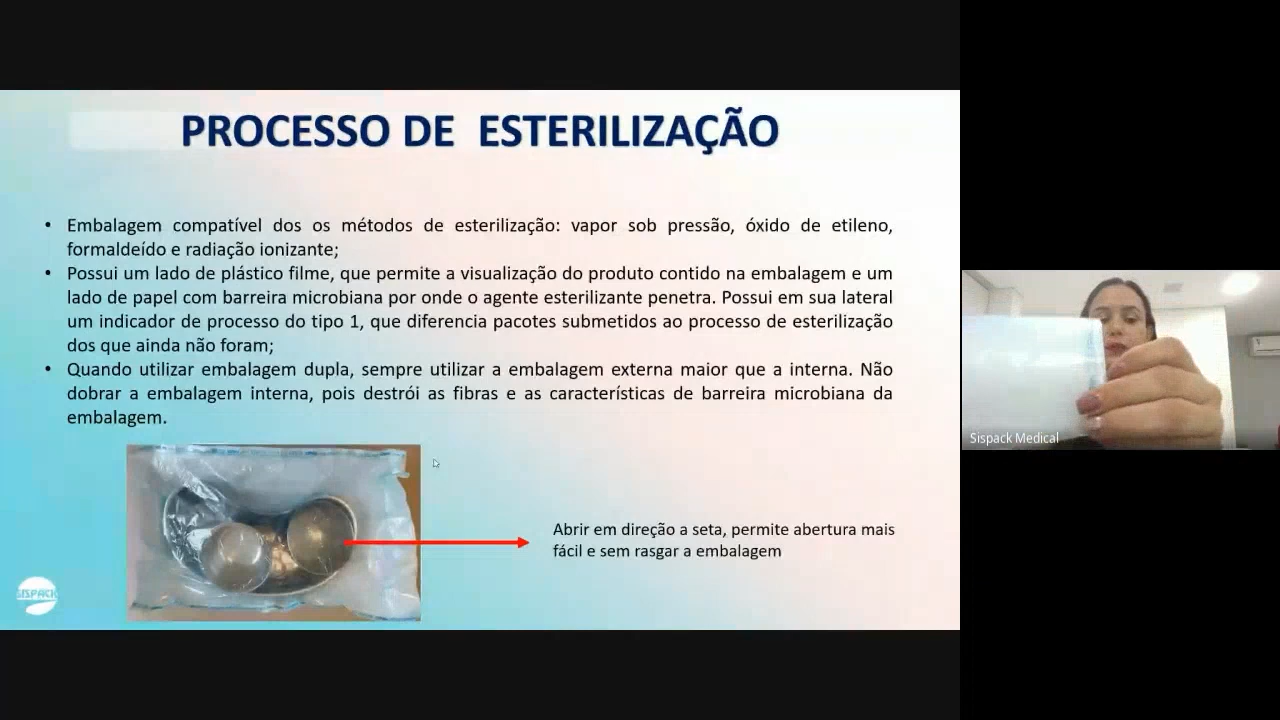 PROCESSO DE ESTERILIZAÇÃO
• Embalagem compatível dos os métodos de esterilização: vapor sob pressão, óxido de etileno,
formaldeído e radiação ionizante;
• Possui um lado de plástico filme, que permite a visualização do produto contido na embalagem e um
lado de papel com barreira microbiana por onde o agente esterilizante penetra. Possui em sua lateral
um indicador de processo do tipo 1, que diferencia pacotes submetidos ao processo de esterilização
dos que ainda não foram;
• Quando utilizar embalagem dupla, sempre utilizar a embalagem externa maior que a interna. Não
dobrar a embalagem interna, pois destrói as fibras e as características de barreira microbiana da
embalagem.
Abrir em direção a seta, permite abertura mais
fácil e sem rasgar a embalagem
SISPACK
Sispack Medical